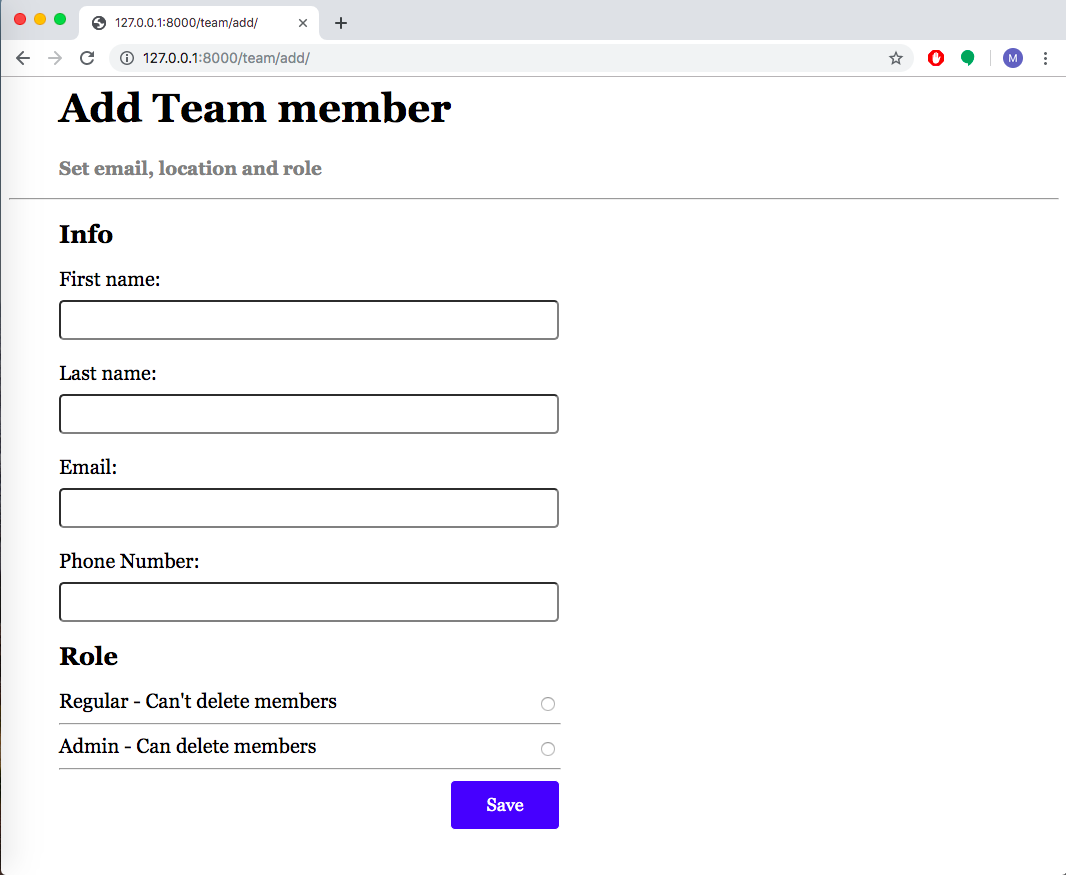 127.0.0.1:8000/team/add/
127.0.0.1:8000/team/add/
M
Add Team member
Set email, location and role
Info
First name:
Last name:
Email:
Phone Number:
Role
Regular - Can't delete members
Admin - Can delete members
Save